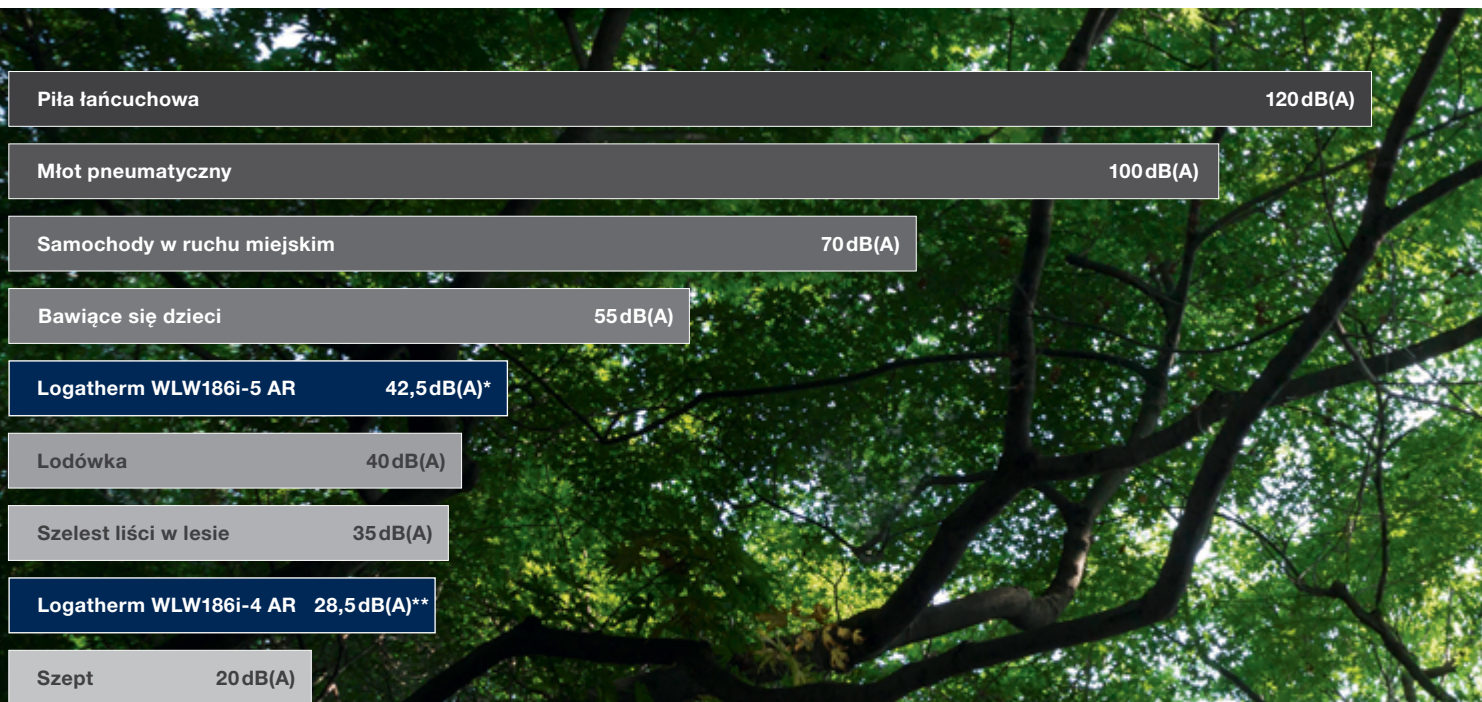 Piła łańcuchowa 120 dB(A)
Młot pneumatyczny 100 dB(A)
Samochody w ruchu miejskim 70 dB(A)
Bawiące się dzieci 55 dB(A)
Logatherm WLW186i-5 AR 42,5 dB(A)*
Lodówka 40 dB(A)
Szelest liści w lesie 35 dB(A)
Logatherm WLW186i-4 AR 28,5 dB(A)**
Szept 20 dB(A)